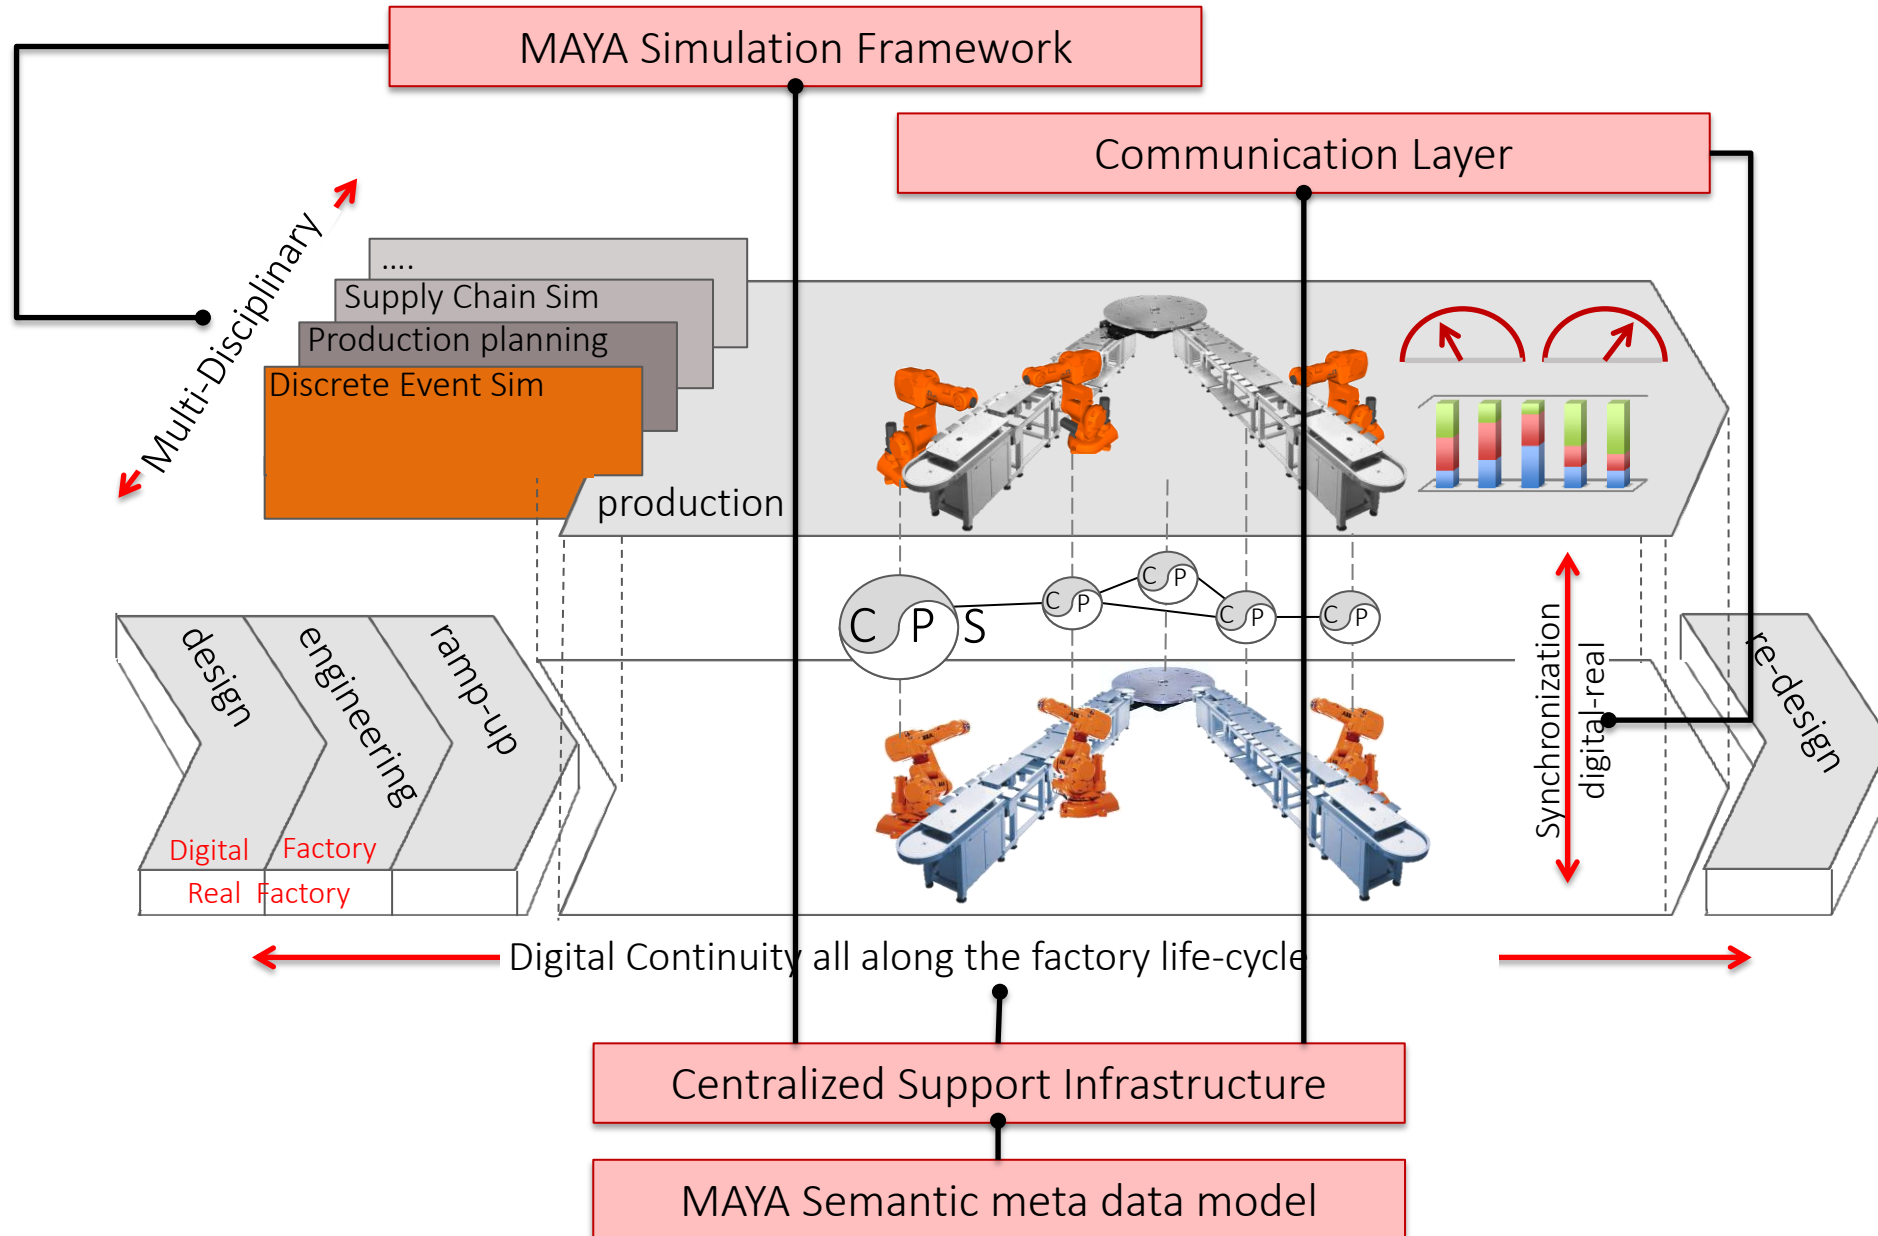 MAYA Simulation Framework
Communication Layer
Multi-Disciplinary
....
Supply Chain Sim
Production planning
Discrete Event Sim
production
C P S
C P
C P
C P
C P
design
engineering
ramp-up
Synchronization
digital-real
re-design
Digital Factory
Real Factory
Digital Continuity all along the factory life-cycle
Centralized Support Infrastructure
MAYA Semantic meta data model